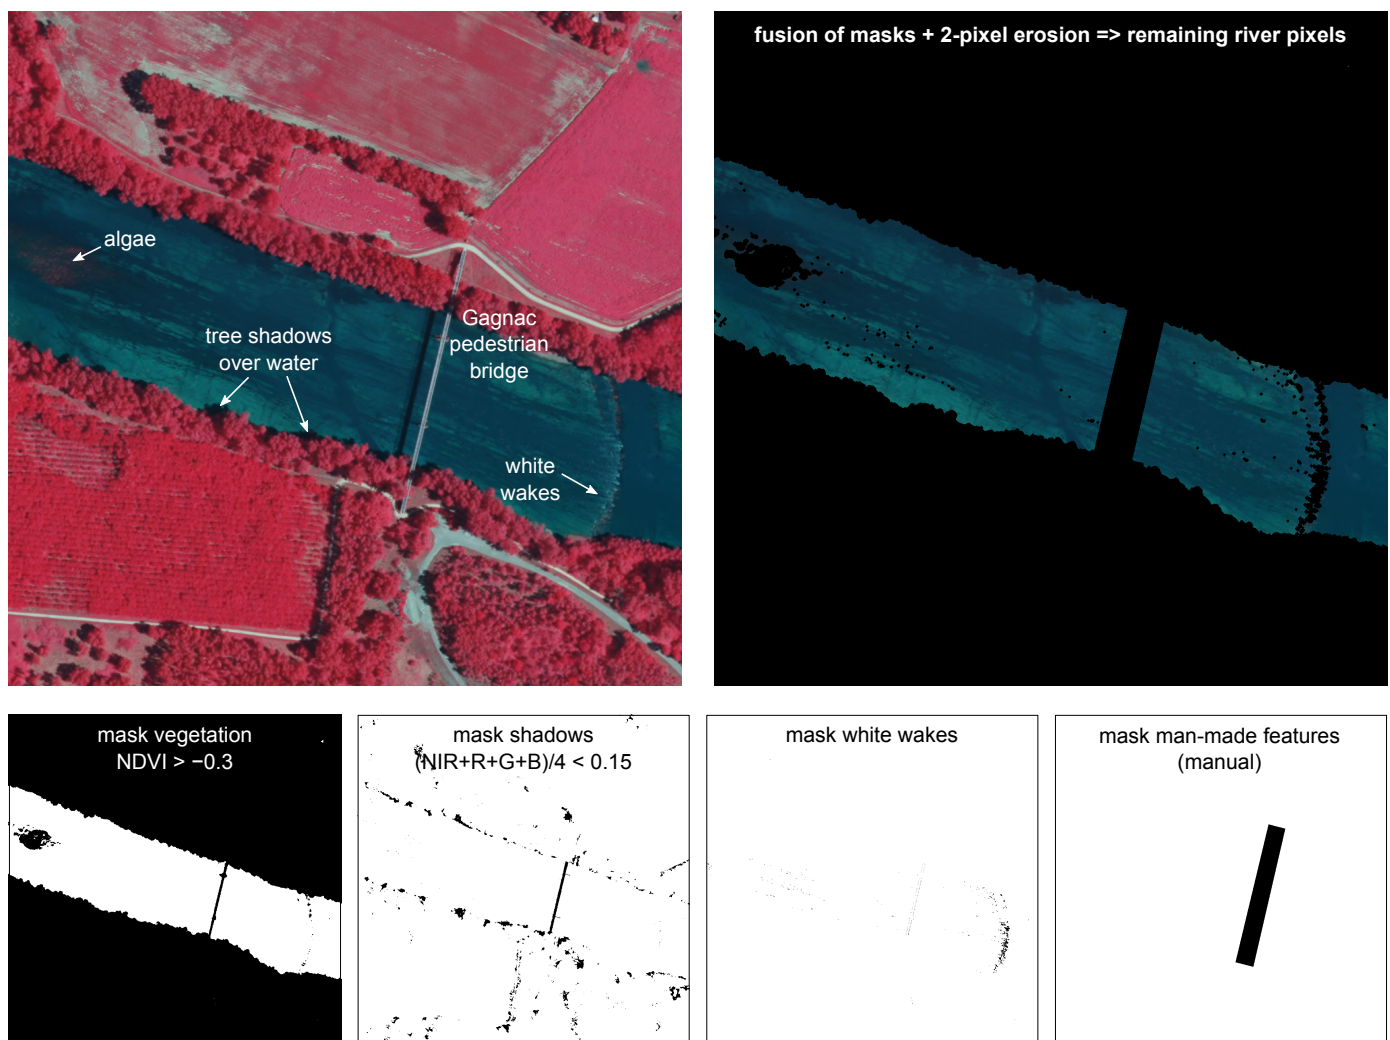 fusion of masks + 2-pixel erosion => remaining river pixels
algae
tree shadows
over water
Gagnac
pedestrian
bridge
white
wakes
mask vegetation
NDVI > −0.3
mask shadows
(NIR+R+G+B)/4 < 0.15
mask white wakes
mask man-made features
(manual)